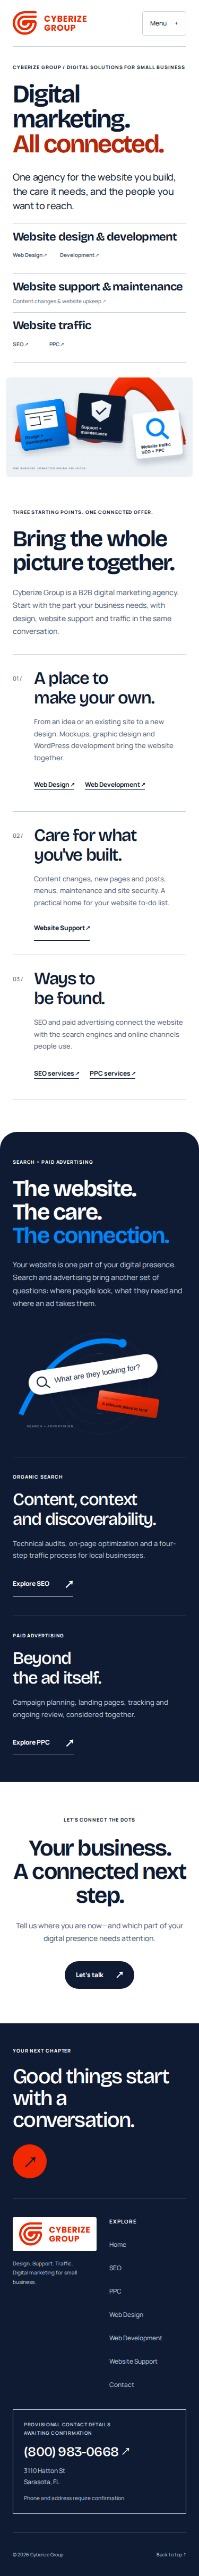 CYBERIZE
GROUP
Menu +
CYBERIZE GROUP / DIGITAL SOLUTIONS FOR SMALL BUSINESS
Digital
marketing.
All connected.
One agency for the website you build,
the care it needs, and the people you
want to reach.
Website design & development
Web Design ↗ Development ↗
Website support & maintenance
Content changes & website upkeep ↗
Website traffic
SEO ↗ PPC ↗
Design +
Development
Support +
maintenance
Website traffic
SEO + PPC
ONE BUSINESS. CONNECTED DIGITAL SOLUTIONS.
THREE STARTING POINTS. ONE CONNECTED OFFER.
Bring the whole
picture together.
Cyberize Group is a B2B digital marketing agency.
Start with the part your business needs, with
design, website support and traffic in the same
conversation.
01 /
A place to
make your own.
From an idea or an existing site to a new
design. Mockups, graphic design and
WordPress development bring the website
together.
Web Design ↗ Web Development ↗
02 /
Care for what
you've built.
Content changes, new pages and posts,
menus, maintenance and site security. A
practical home for your website to-do list.
Website Support ↗
03 /
Ways to
be found.
SEO and paid advertising connect the website
with the search engines and online channels
people use.
SEO services ↗ PPC services ↗
SEARCH + PAID ADVERTISING
The website.
The care.
The connection.
Your website is one part of your digital presence.
Search and advertising bring another set of
questions: where people look, what they need and
where an ad takes them.
What are they looking for?
A relevant place to land
SEARCH + ADVERTISING
ORGANIC SEARCH
Content, context
and discoverability.
Technical audits, on-page optimization and a four-
step traffic process for local businesses.
Explore SEO ↗
PAID ADVERTISING
Beyond
the ad itself.
Campaign planning, landing pages, tracking and
ongoing review, considered together.
Explore PPC ↗
LET'S CONNECT THE DOTS
Your business.
A connected next
step.
Tell us where you are now—and which part of your
digital presence needs attention.
Let's talk ↗
YOUR NEXT CHAPTER
Good things start
with a
conversation.
↗
CYBERIZE
GROUP
Design. Support. Traffic.
Digital marketing for small
business.
EXPLORE
Home
SEO
PPC
Web Design
Web Development
Website Support
Contact
PROVISIONAL CONTACT DETAILS
AWAITING CONFIRMATION
(800) 983-0668 ↗
3110 Hatton St
Sarasota, FL
Phone and address require confirmation.
© 2026 Cyberize Group Back to top ↑